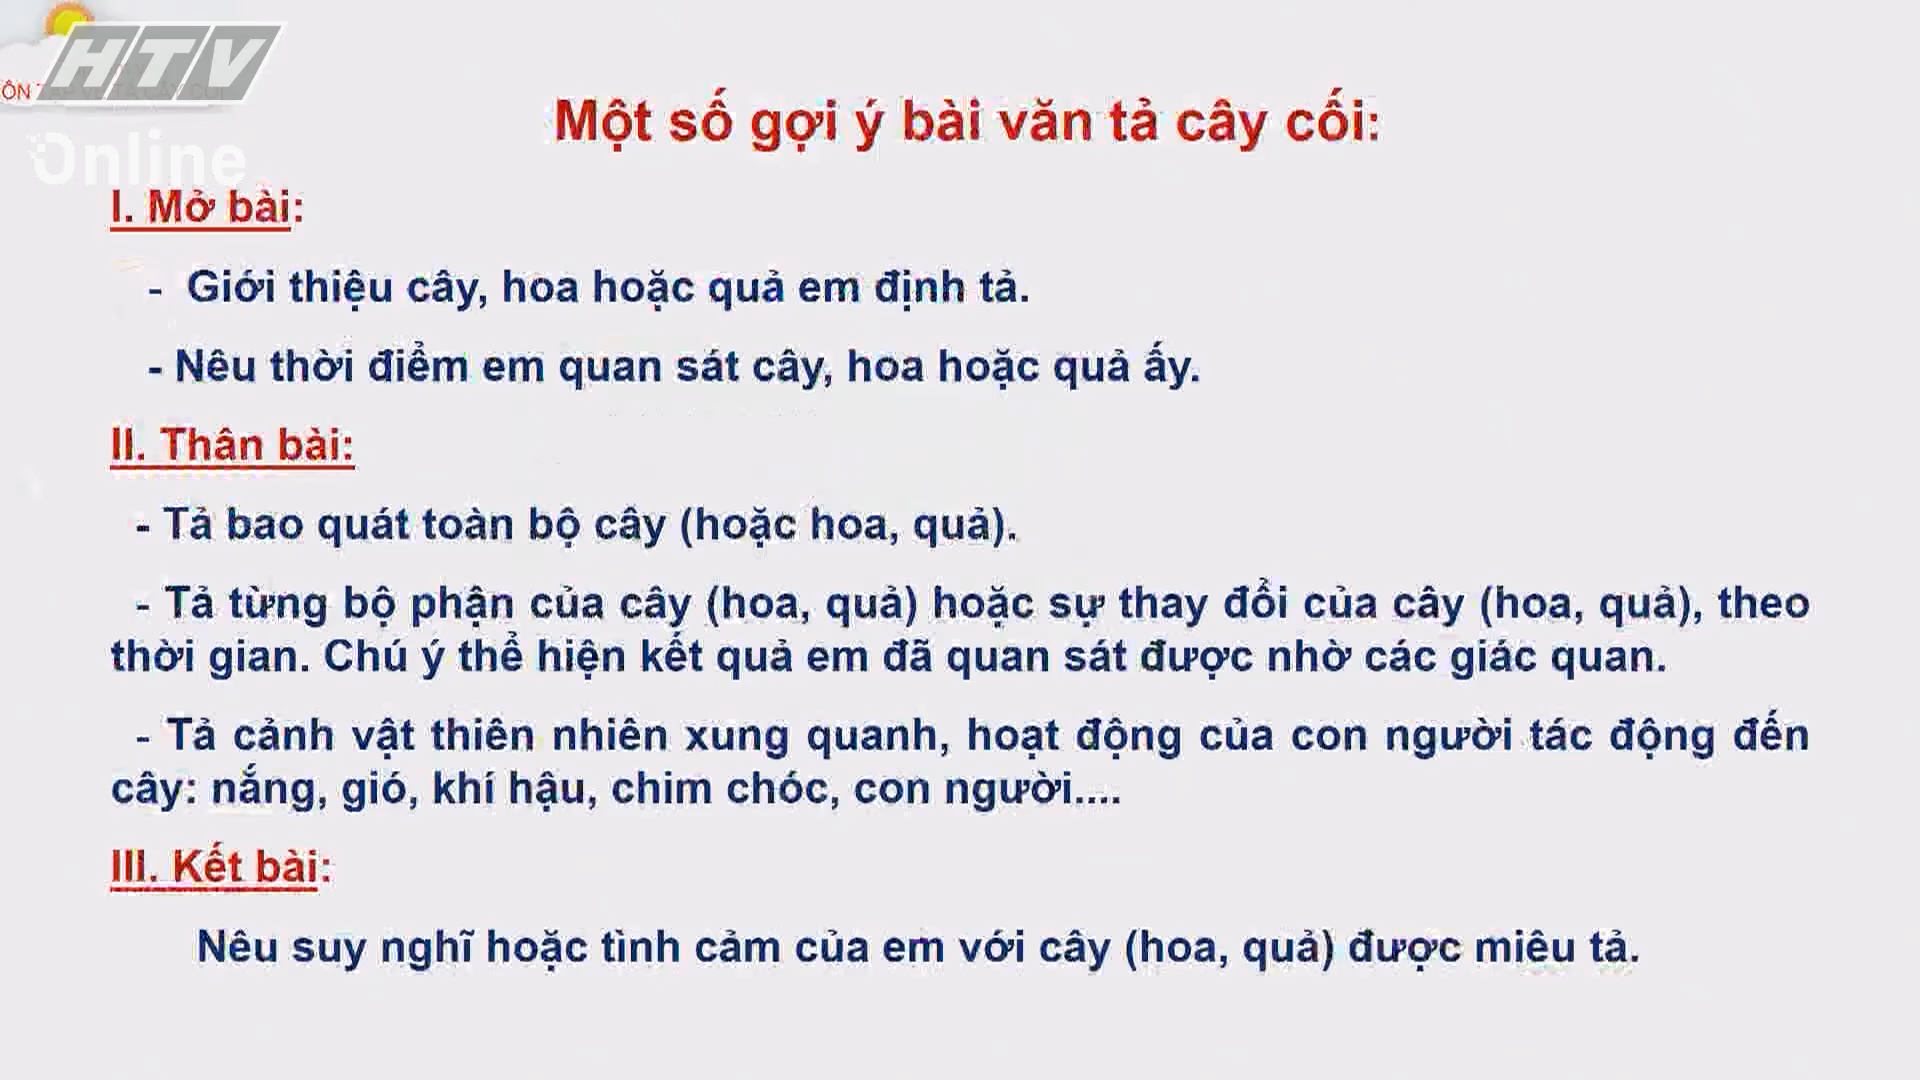 HTV
Online
ÔN TẬP VỀ TẢ CÂY CỐI
Một số gợi ý bài văn tả cây cối:
I. Mở bài:
- Giới thiệu cây, hoa hoặc quả em định tả.
- Nêu thời điểm em quan sát cây, hoa hoặc quả ấy.
II. Thân bài:
- Tả bao quát toàn bộ cây (hoặc hoa, quả).
- Tả từng bộ phận của cây (hoa, quả) hoặc sự thay đổi của cây (hoa, quả), theo
thời gian. Chú ý thể hiện kết quả em đã quan sát được nhờ các giác quan.
- Tả cảnh vật thiên nhiên xung quanh, hoạt động của con người tác động đến
cây: nắng, gió, khí hậu, chim chóc, con người....
III. Kết bài:
Nêu suy nghĩ hoặc tình cảm của em với cây (hoa, quả) được miêu tả.